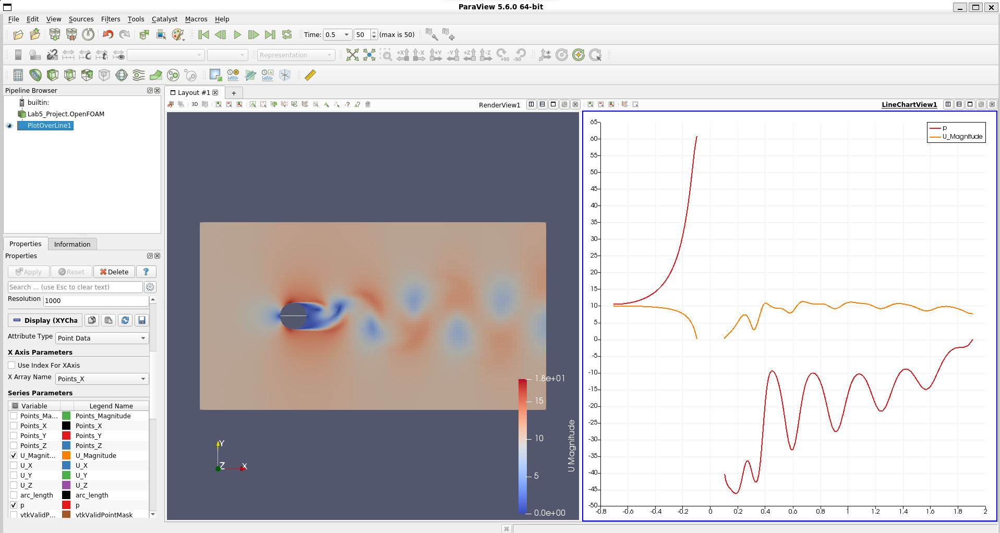 ParaView 5.6.0 64-bit
File Edit View Sources Filters Tools Catalyst Macros Help
Time: 0.5 50 (max is 50)
Representation
+X -X +Y -Y +Z -Z +90 -90
Pipeline Browser
builtin:
Lab5_Project.OpenFOAM
PlotOverLine1
Properties Information
Properties
Apply Reset Delete ?
Search ... (use Esc to clear text)
Resolution 1000
Display (XYCha
Attribute Type Point Data
X Axis Parameters
Use Index For XAxis
X Array Name Points_X
Series Parameters
Variable Legend Name
Points_Ma... Points_Magnitude
Points_X Points_X
Points_Y Points_Y
Points_Z Points_Z
U_Magnit... U_Magnitude
U_X U_X
U_Y U_Y
U_Z U_Z
arc_length arc_length
p p
vtkValidP... vtkValidPointMask
Layout #1 +
3D RenderView1
1.8e+01
15
10
5
0.0e+00
U Magnitude
Y
Z X
LineChartView1
p
U_Magnitude
65
60
55
50
45
40
35
30
25
20
15
10
5
0
-5
-10
-15
-20
-25
-30
-35
-40
-45
-50
-0.8 -0.6 -0.4 -0.2 0 0.2 0.4 0.6 0.8 1 1.2 1.4 1.6 1.8 2